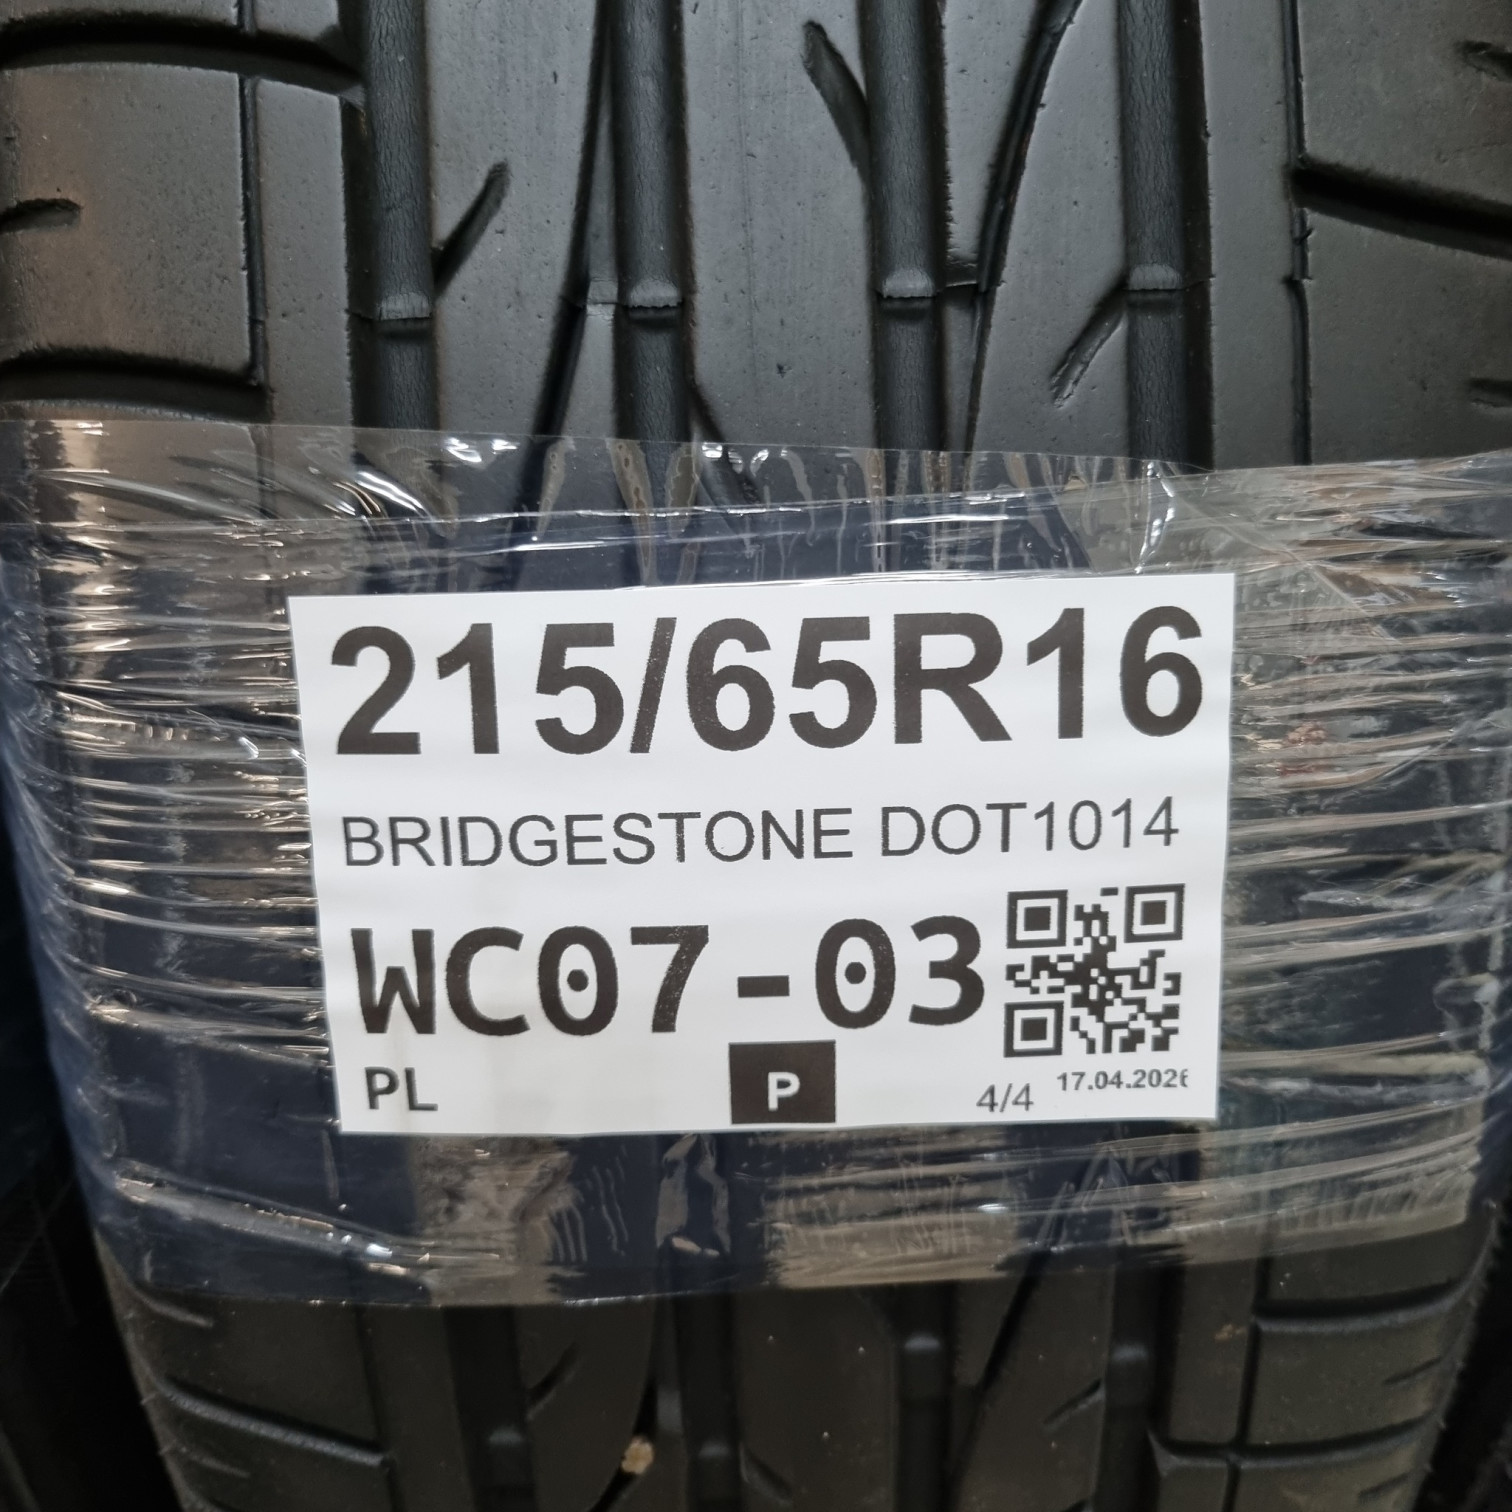 215/65R16
BRIDGESTONE DOT1014
WC07-03
PL P 4/4 17.04.2026